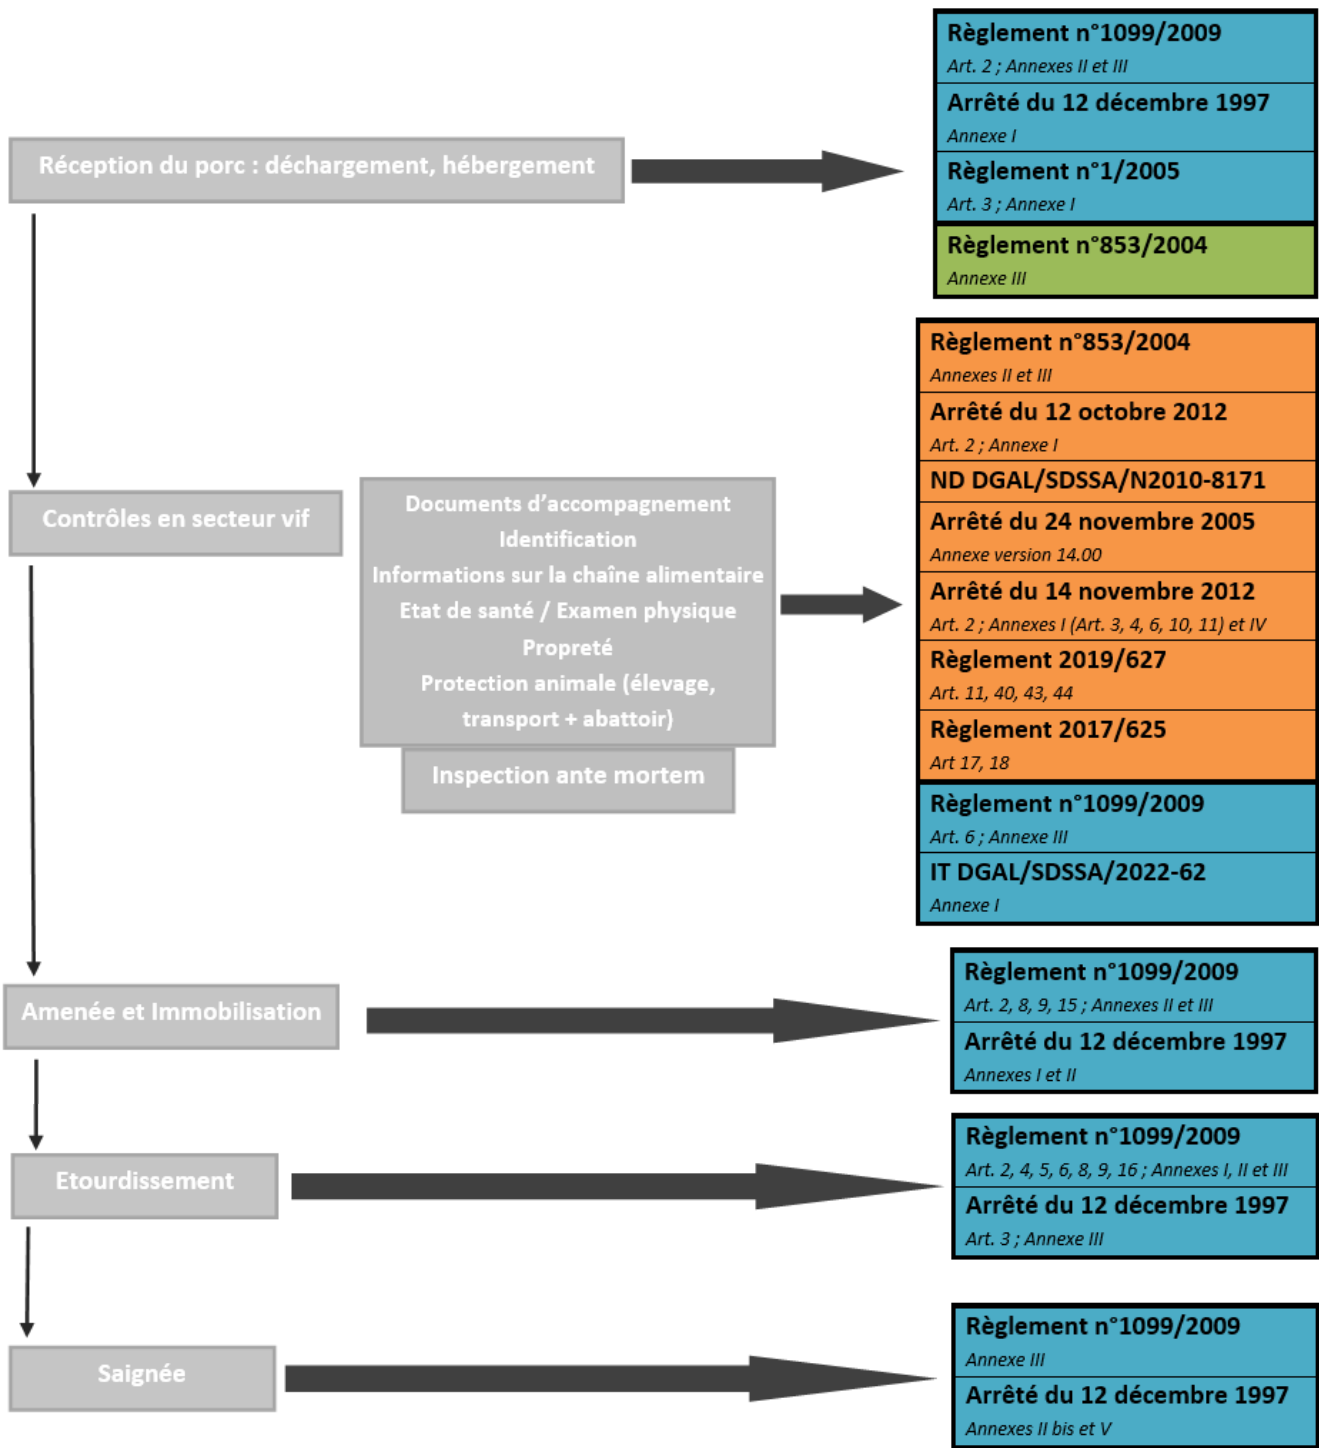 Réception du porc : déchargement, hébergement
Règlement n°1099/2009
Art. 2 ; Annexes II et III
Arrêté du 12 décembre 1997
Annexe I
Règlement n°1/2005
Art. 3 ; Annexe I
Règlement n°853/2004
Annexe III
Contrôles en secteur vif
Documents d’accompagnement
Identification
Informations sur la chaîne alimentaire
Etat de santé / Examen physique
Propreté
Protection animale (élevage,
transport + abattoir)
Inspection ante mortem
Règlement n°853/2004
Annexes II et III
Arrêté du 12 octobre 2012
Art. 2 ; Annexe I
ND DGAL/SDSSA/N2010-8171
Arrêté du 24 novembre 2005
Annexe version 14.00
Arrêté du 14 novembre 2012
Art. 2 ; Annexes I (Art. 3, 4, 6, 10, 11) et IV
Règlement 2019/627
Art. 11, 40, 43, 44
Règlement 2017/625
Art 17, 18
Règlement n°1099/2009
Art. 6 ; Annexe III
IT DGAL/SDSSA/2022-62
Annexe I
Amenée et Immobilisation
Règlement n°1099/2009
Art. 2, 8, 9, 15 ; Annexes II et III
Arrêté du 12 décembre 1997
Annexes I et II
Etourdissement
Règlement n°1099/2009
Art. 2, 4, 5, 6, 8, 9, 16 ; Annexes I, II et III
Arrêté du 12 décembre 1997
Art. 3 ; Annexe III
Saignée
Règlement n°1099/2009
Annexe III
Arrêté du 12 décembre 1997
Annexes II bis et V